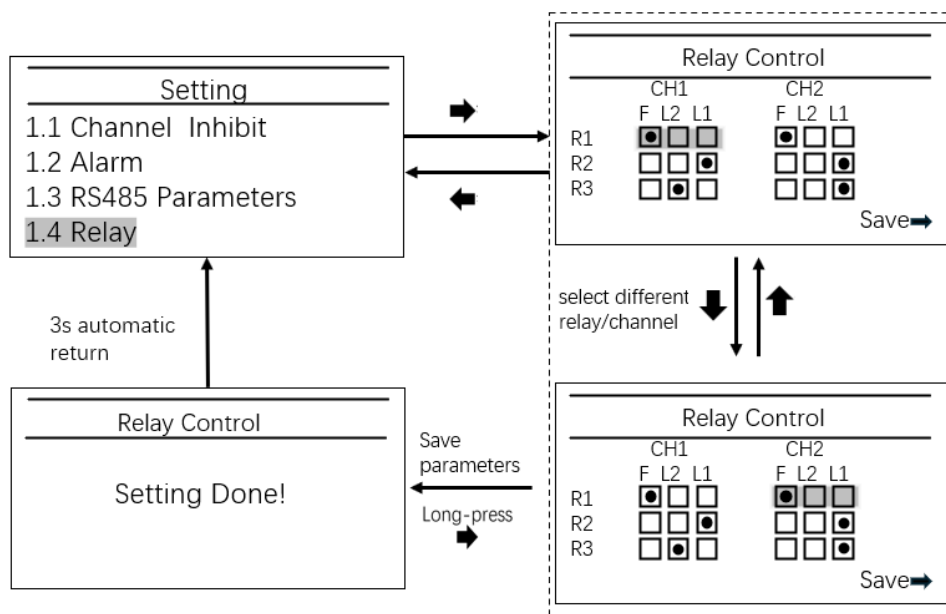 Setting
1.1 Channel Inhibit
1.2 Alarm
1.3 RS485 Parameters
1.4 Relay
Relay Control
CH1 CH2
F L2 L1 F L2 L1
R1
R2
R3
Save
select different
relay/channel
3s automatic
return
Relay Control
Setting Done!
Save
parameters
Long-press
Relay Control
CH1 CH2
F L2 L1 F L2 L1
R1
R2
R3
Save